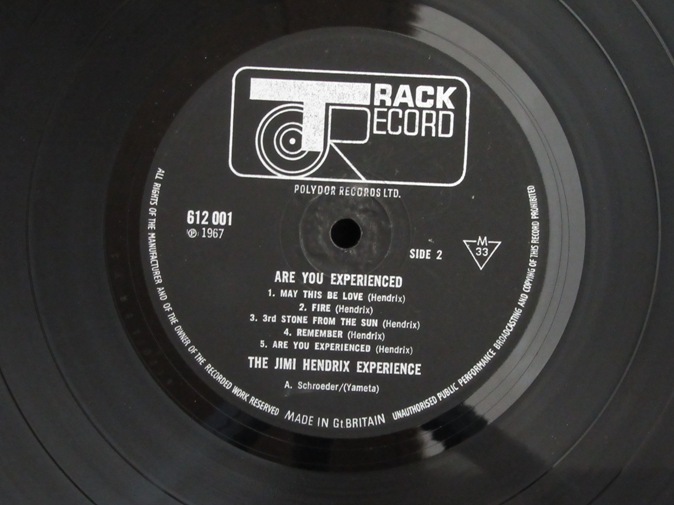 TRACK
RECORD
POLYDOR RECORDS LTD.
612 001
℗ 1967
SIDE 2
M
33
ARE YOU EXPERIENCED
1. MAY THIS BE LOVE (Hendrix)
2. FIRE (Hendrix)
3. 3rd STONE FROM THE SUN (Hendrix)
4. REMEMBER (Hendrix)
5. ARE YOU EXPERIENCED (Hendrix)
THE JIMI HENDRIX EXPERIENCE
A. Schroeder/(Yameta)
ALL RIGHTS OF THE MANUFACTURER AND OF THE OWNER OF THE RECORDED WORK RESERVED
MADE IN Gt. BRITAIN
UNAUTHORISED PUBLIC PERFORMANCE BROADCASTING AND COPYING OF THIS RECORD PROHIBITED